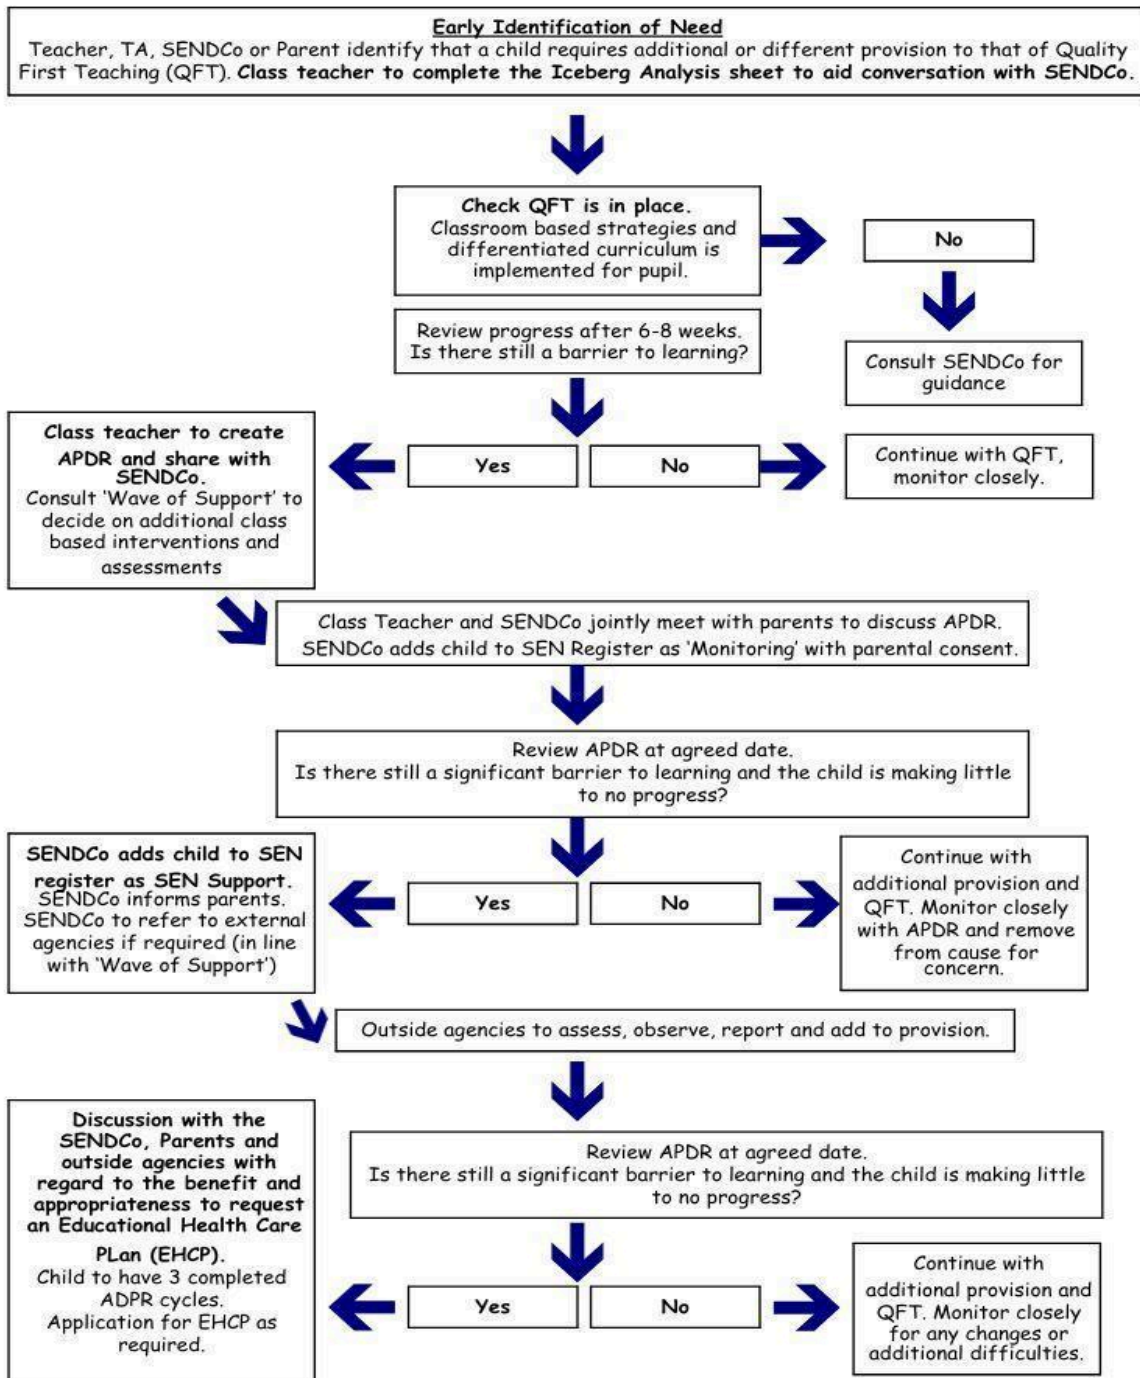 Early Identification of Need
Teacher, TA, SENDCo or Parent identify that a child requires additional or different provision to that of Quality
First Teaching (QFT). Class teacher to complete the Iceberg Analysis sheet to aid conversation with SENDCo.
Check QFT is in place.
Classroom based strategies and
differentiated curriculum is
implemented for pupil.
No
Review progress after 6-8 weeks.
Is there still a barrier to learning?
Consult SENDCo for
guidance
Class teacher to create
APDR and share with
SENDCo.
Consult ‘Wave of Support’ to
decide on additional class
based interventions and
assessments
Yes
No
Continue with QFT,
monitor closely.
Class Teacher and SENDCo jointly meet with parents to discuss APDR.
SENDCo adds child to SEN Register as ‘Monitoring’ with parental consent.
Review APDR at agreed date.
Is there still a significant barrier to learning and the child is making little
to no progress?
SENDCo adds child to SEN
register as SEN Support.
SENDCo informs parents.
SENDCo to refer to external
agencies if required (in line
with ‘Wave of Support’)
Yes
No
Continue with
additional provision and
QFT. Monitor closely
with APDR and remove
from cause for
concern.
Outside agencies to assess, observe, report and add to provision.
Discussion with the
SENDCo, Parents and
outside agencies with
regard to the benefit and
appropriateness to request
an Educational Health Care
PLan (EHCP).
Child to have 3 completed
ADPR cycles.
Application for EHCP as
required.
Review APDR at agreed date.
Is there still a significant barrier to learning and the child is making little
to no progress?
Yes
No
Continue with
additional provision and
QFT. Monitor closely
for any changes or
additional difficulties.